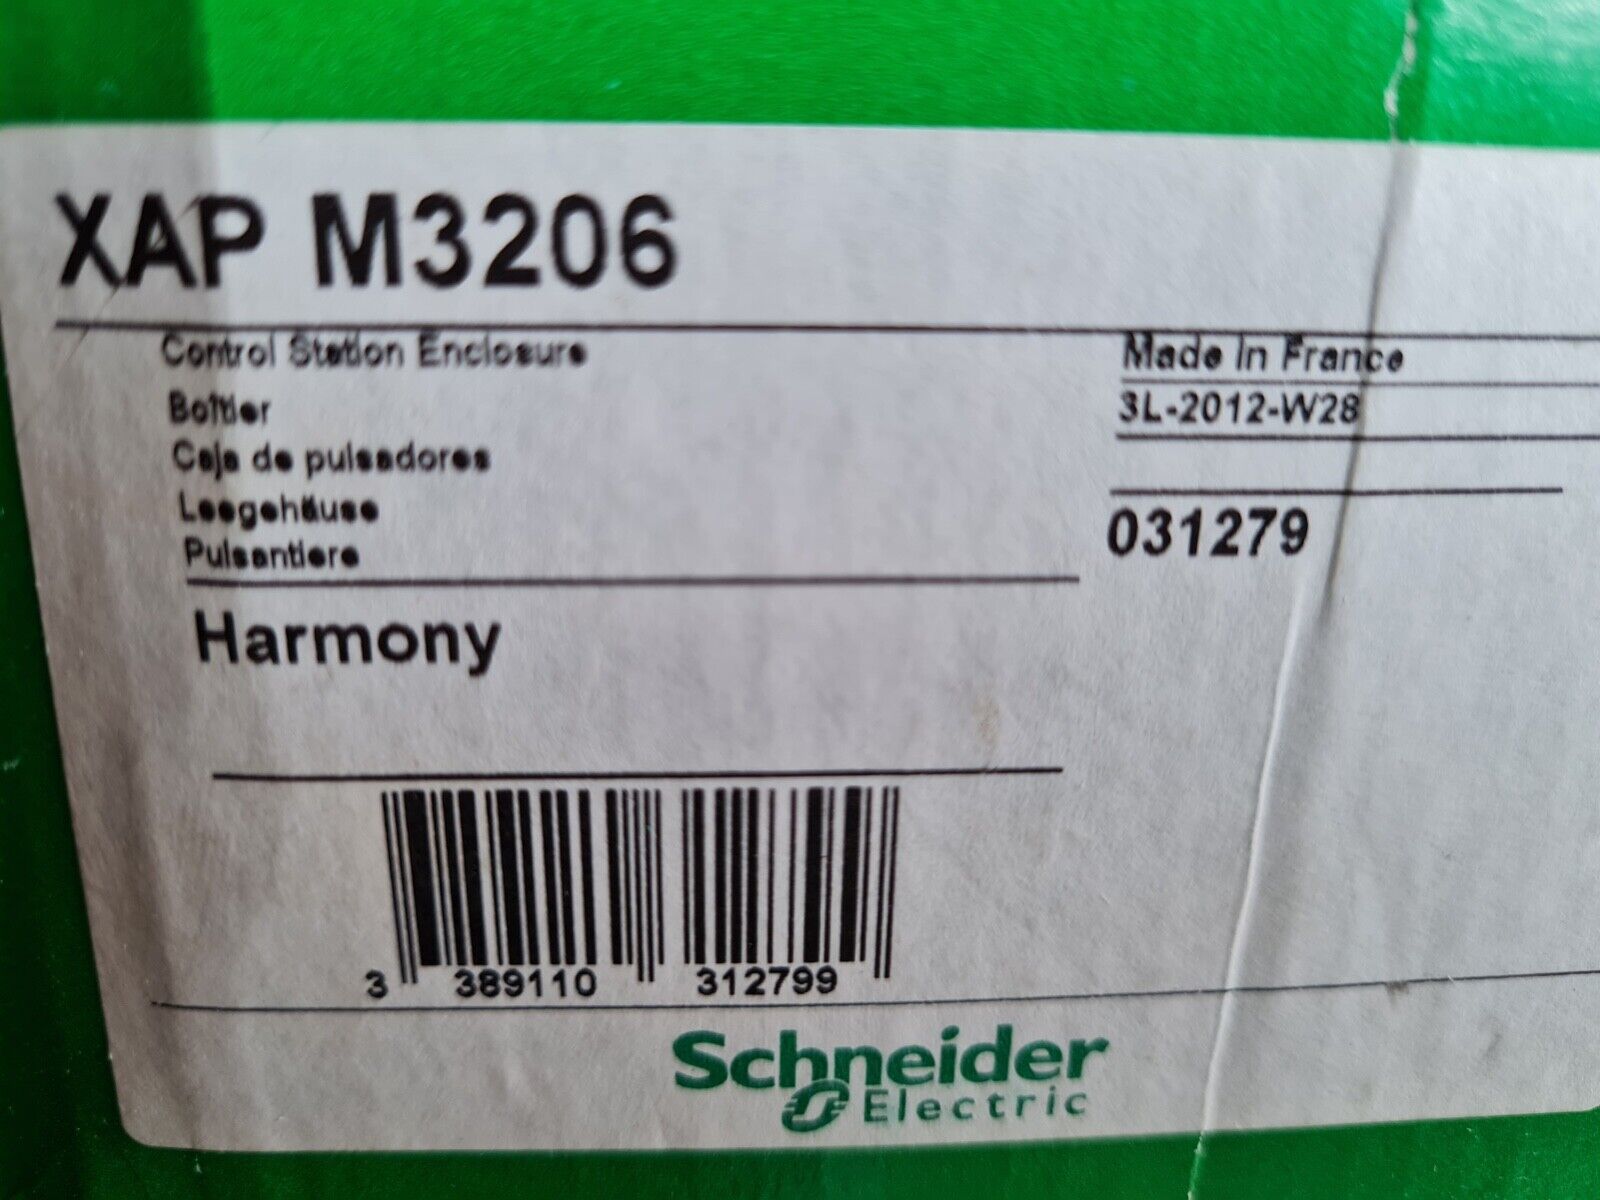 XAP M3206
Control Station Enclosure
Boîtier
Caja de pulsadores
Leegehäuse
Pulsantiere
Made in France
3L-2012-W28
031279
Harmony
3 389110 312799
Schneider
Electric